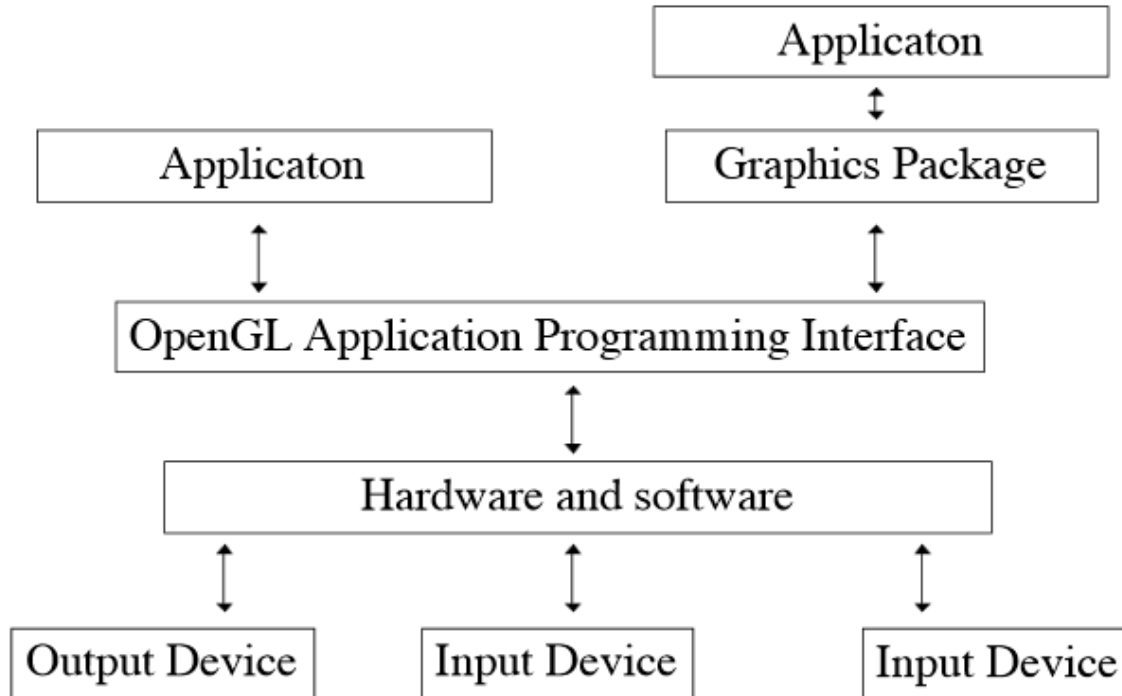 Applicaton
Applicaton
Graphics Package
OpenGL Application Programming Interface
Hardware and software
Output Device
Input Device
Input Device